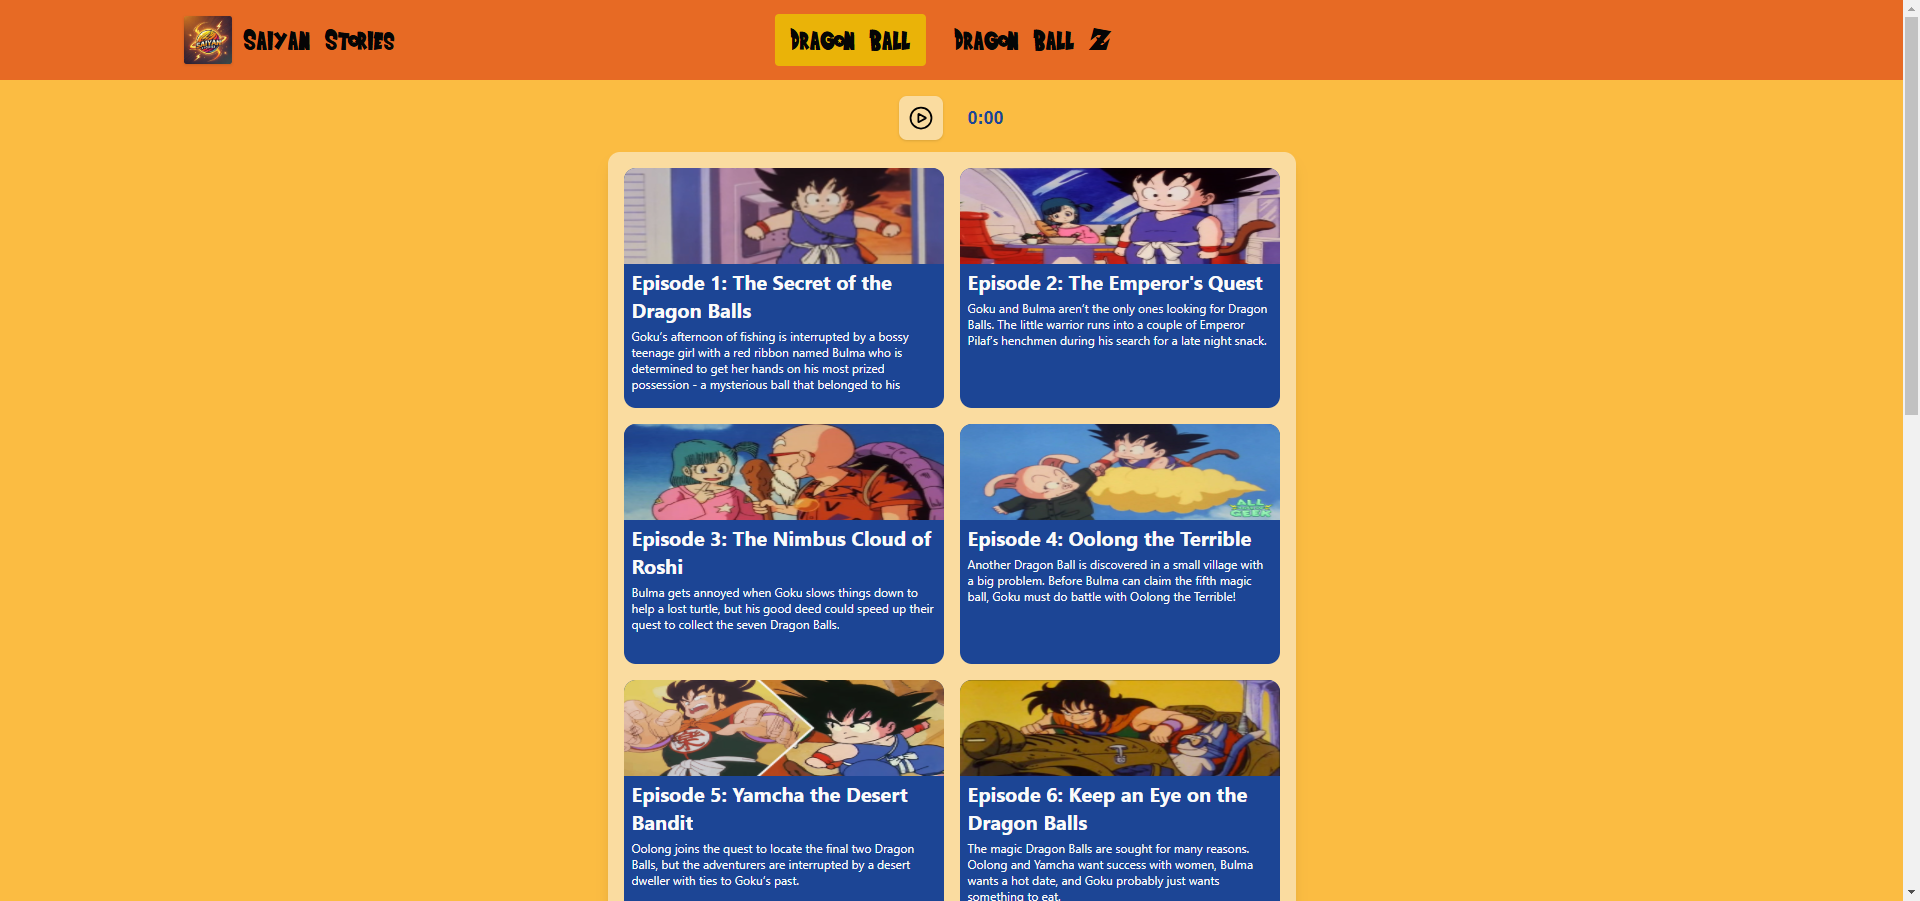 SAIYAN
Saiyan Stories
Dragon Ball
Dragon Ball Z
0:00
Episode 1: The Secret of the
Dragon Balls
Goku's afternoon of fishing is interrupted by a bossy
teenage girl with a red ribbon named Bulma who is
determined to get her hands on his most prized
possession - a mysterious ball that belonged to his
Episode 2: The Emperor's Quest
Goku and Bulma aren't the only ones looking for Dragon
Balls. The little warrior runs into a couple of Emperor
Pilaf's henchmen during his search for a late night snack.
Episode 3: The Nimbus Cloud of
Roshi
Bulma gets annoyed when Goku slows things down to
help a lost turtle, but his good deed could speed up their
quest to collect the seven Dragon Balls.
ALL
GEEK
Episode 4: Oolong the Terrible
Another Dragon Ball is discovered in a small village with
a big problem. Before Bulma can claim the fifth magic
ball, Goku must do battle with Oolong the Terrible!
Episode 5: Yamcha the Desert
Bandit
Oolong joins the quest to locate the final two Dragon
Balls, but the adventurers are interrupted by a desert
dweller with ties to Goku's past.
Episode 6: Keep an Eye on the
Dragon Balls
The magic Dragon Balls are sought for many reasons.
Oolong and Yamcha want success with women, Bulma
wants a hot date, and Goku probably just wants
something to eat.